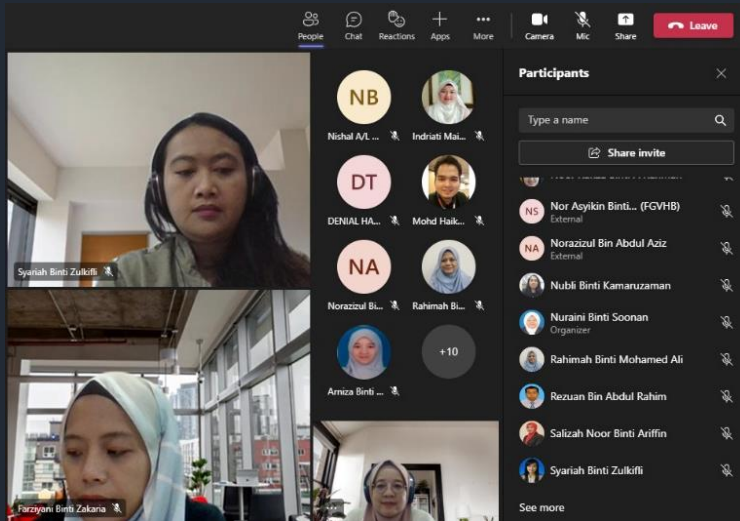 People
Chat
Reactions
Apps
More
Camera
Mic
Share
Leave
Syariah Binti Zulkifli
Farziyani Binti Zakaria
NB
Nishal A/L ...
Indriati Mai...
DT
DENIAL HA...
Mohd Haik...
NA
Norazizul Bi...
Rahimah Bi...
Arniza Binti ...
+10
Participants
Type a name
Share invite
NS
Nor Asyikin Binti... (FGVHB)
External
NA
Norazizul Bin Abdul Aziz
External
Nubli Binti Kamaruzaman
Nuraini Binti Soonan
Organizer
Rahimah Binti Mohamed Ali
Rezuan Bin Abdul Rahim
Salizah Noor Binti Ariffin
Syariah Binti Zulkifli
See more